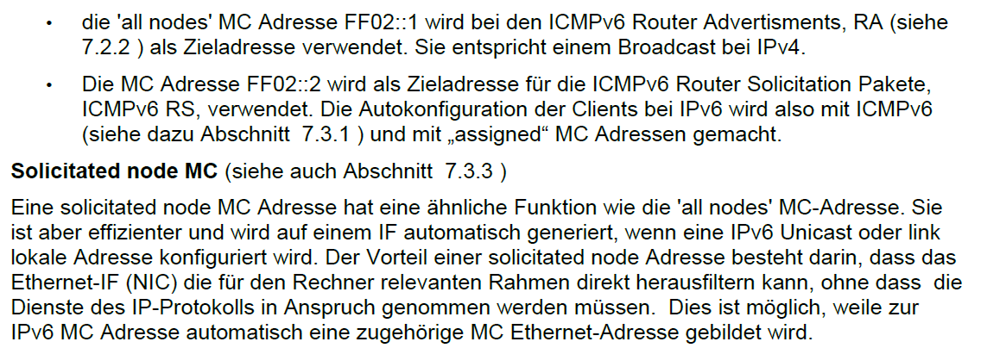 • die 'all nodes' MC Adresse FF02::1 wird bei den ICMPv6 Router Advertisments, RA (siehe
7.2.2 ) als Zieladresse verwendet. Sie entspricht einem Broadcast bei IPv4.
• Die MC Adresse FF02::2 wird als Zieladresse für die ICMPv6 Router Solicitation Pakete,
ICMPv6 RS, verwendet. Die Autokonfiguration der Clients bei IPv6 wird also mit ICMPv6
(siehe dazu Abschnitt 7.3.1 ) und mit „assigned“ MC Adressen gemacht.
Solicitated node MC (siehe auch Abschnitt 7.3.3 )
Eine solicitated node MC Adresse hat eine ähnliche Funktion wie die 'all nodes' MC-Adresse. Sie
ist aber effizienter und wird auf einem IF automatisch generiert, wenn eine IPv6 Unicast oder link
lokale Adresse konfiguriert wird. Der Vorteil einer solicitated node Adresse besteht darin, dass das
Ethernet-IF (NIC) die für den Rechner relevanten Rahmen direkt herausfiltern kann, ohne dass die
Dienste des IP-Protokolls in Anspruch genommen werden müssen. Dies ist möglich, weile zur
IPv6 MC Adresse automatisch eine zugehörige MC Ethernet-Adresse gebildet wird.